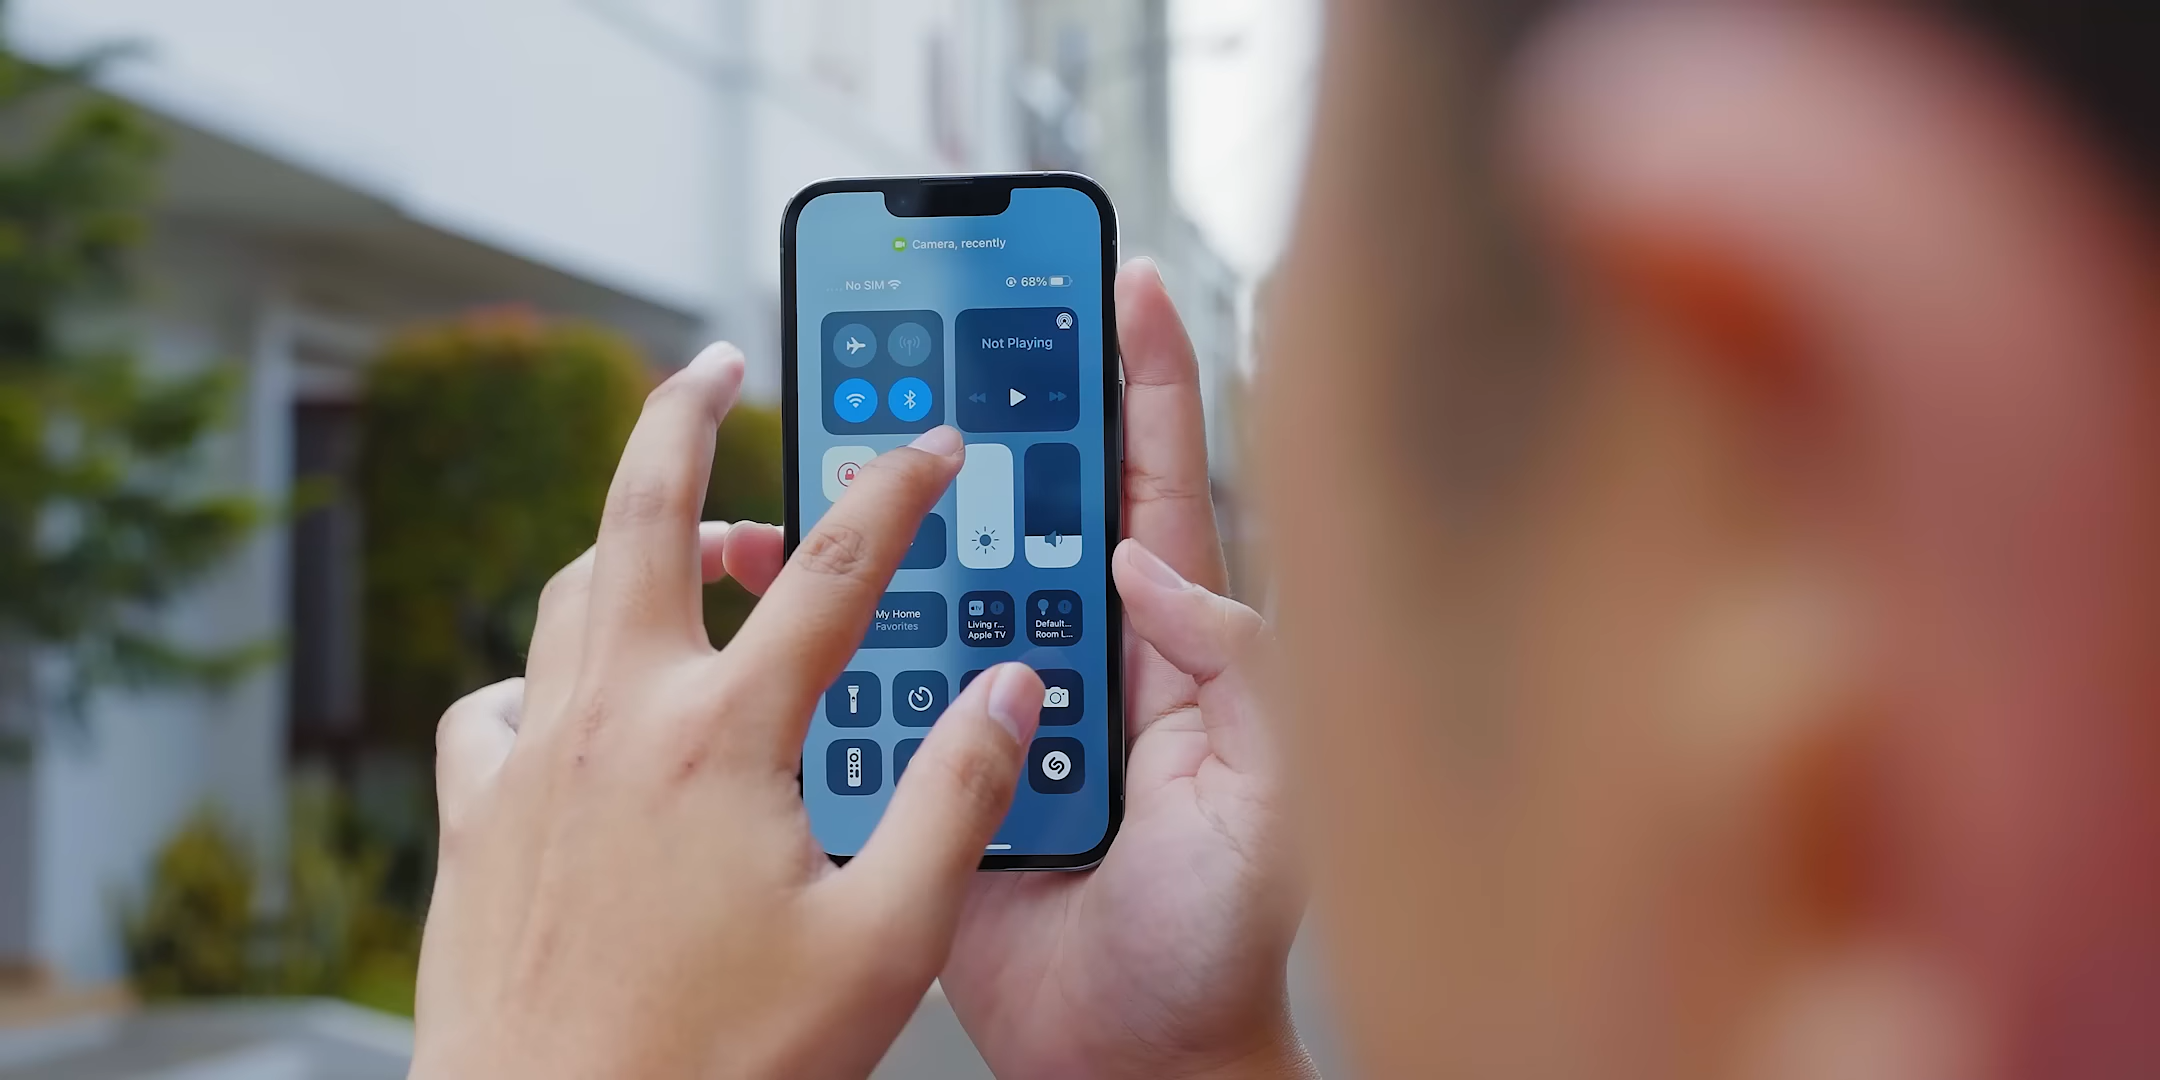 Camera, recently
No SIM 68%
Not Playing
My Home
Favorites
Living r...
Apple TV
Default...
Room L...